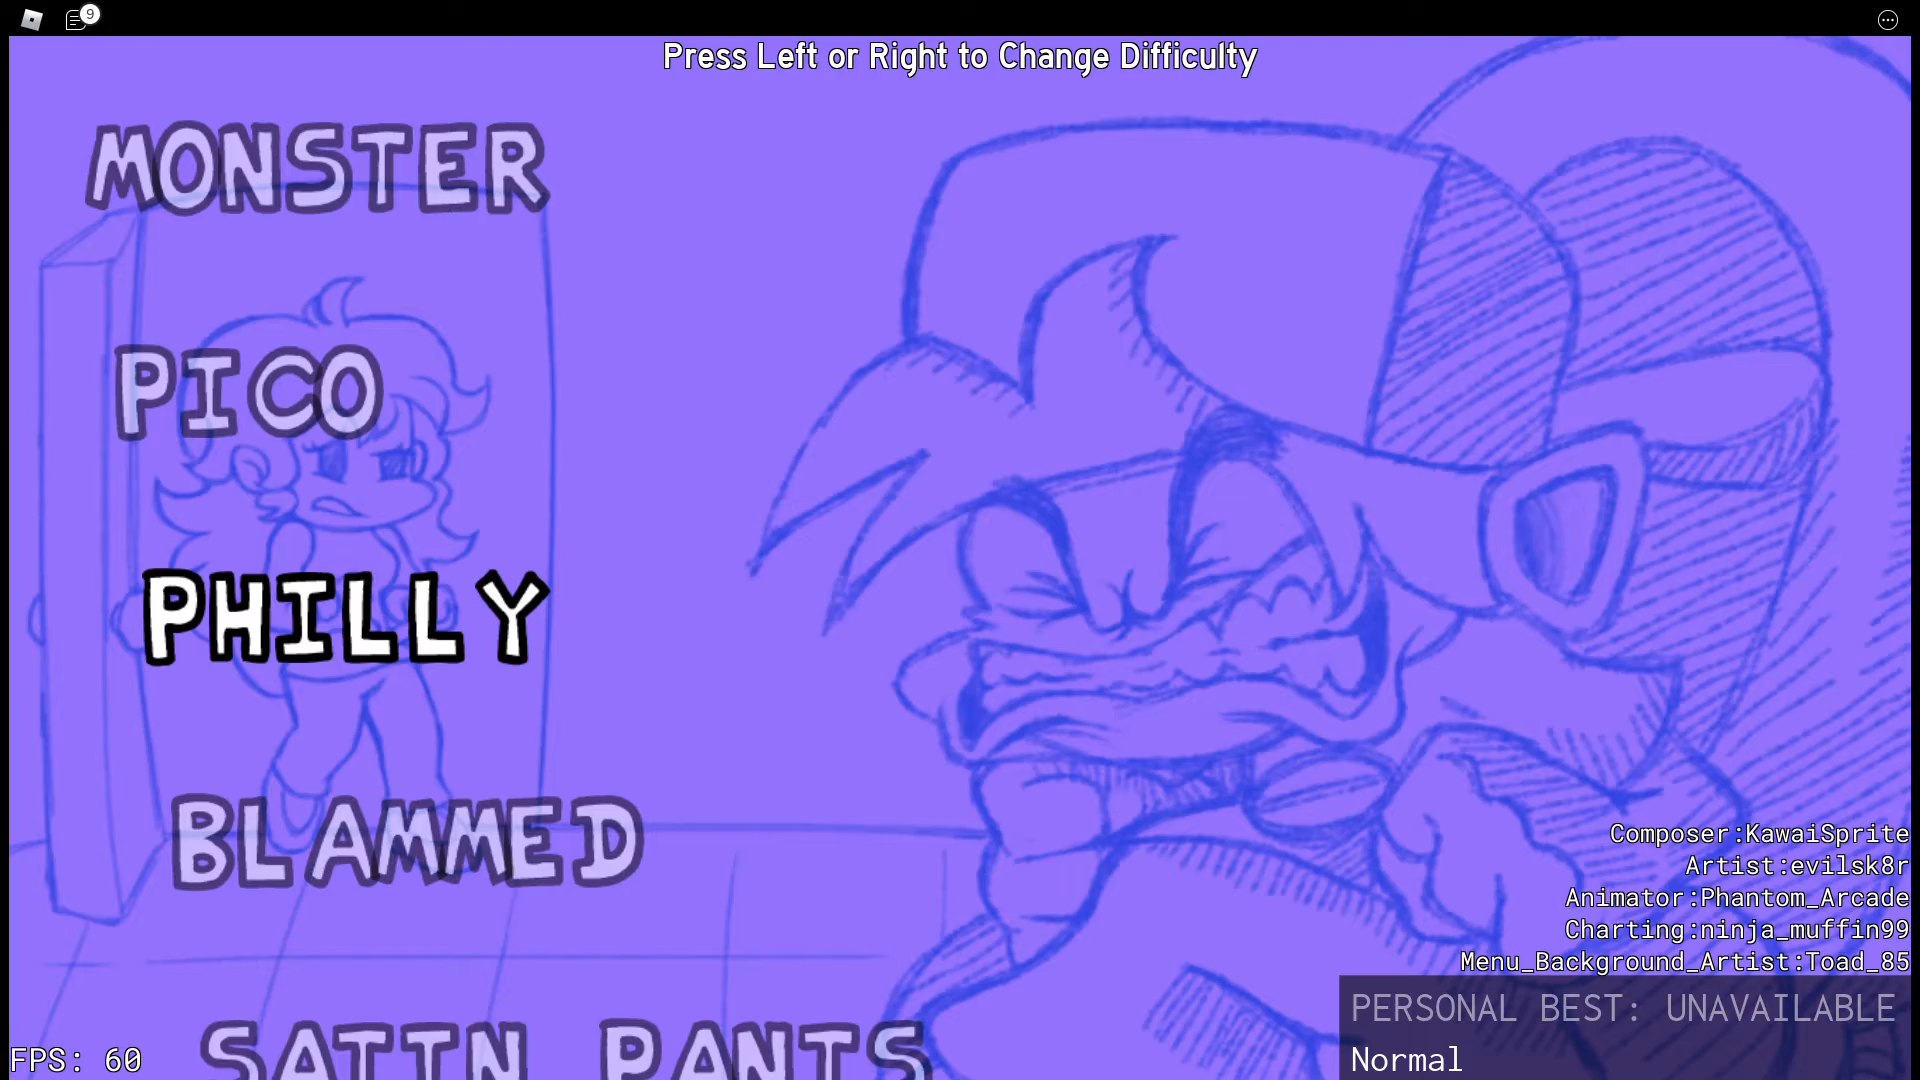 9
Press Left or Right to Change Difficulty
MONSTER
PICO
PHILLY
BLAMMED
SATIN PANTS
Composer:KawaiSprite
Artist:evilsk8r
Animator:Phantom_Arcade
Charting:ninja_muffin99
Menu_Background_Artist:Toad_85
PERSONAL BEST: UNAVAILABLE
Normal
FPS: 60